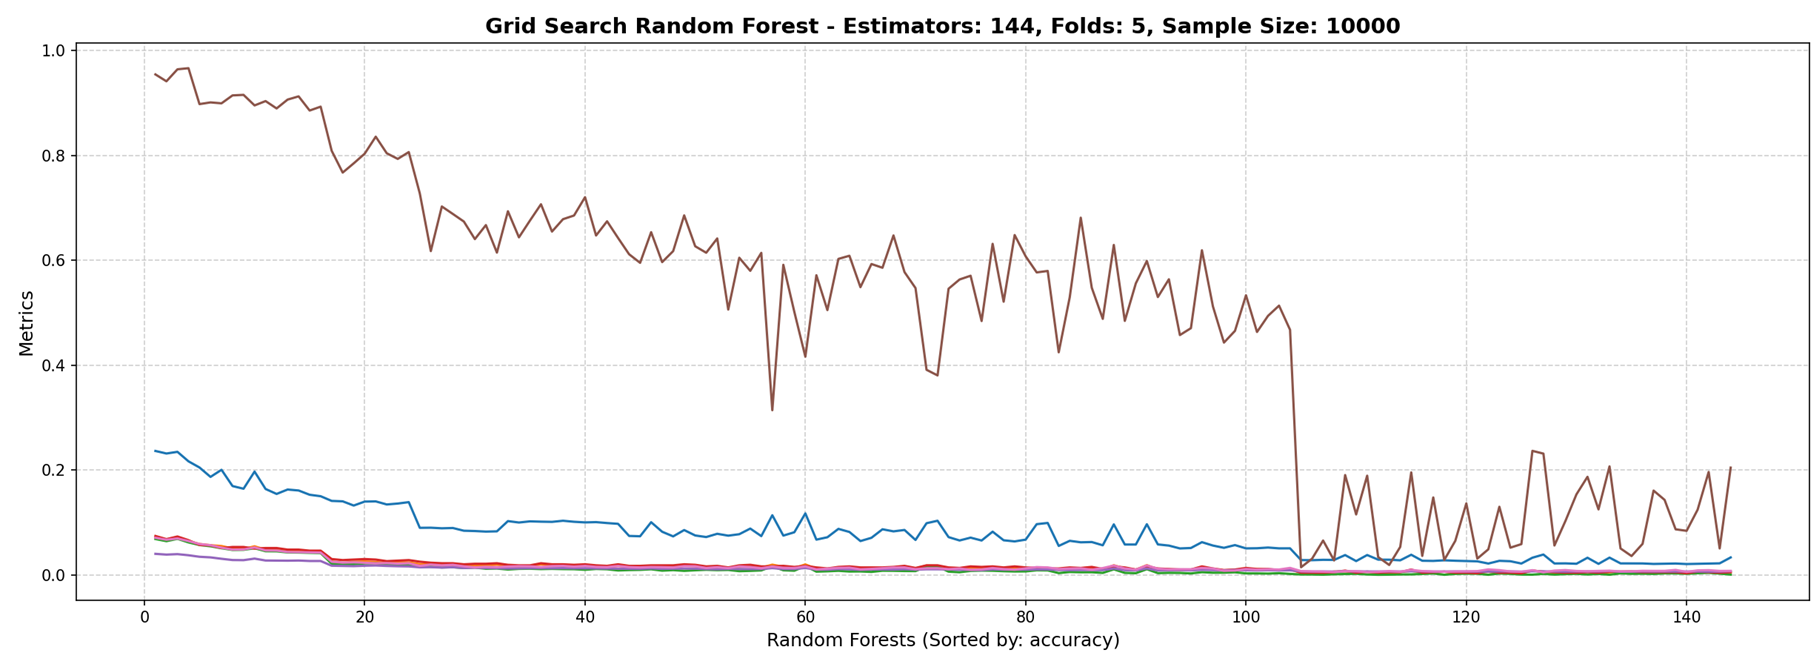 Grid Search Random Forest - Estimators: 144, Folds: 5, Sample Size: 10000
1.0
0.8
0.6
0.4
0.2
0.0
Metrics
0 20 40 60 80 100 120 140
Random Forests (Sorted by: accuracy)